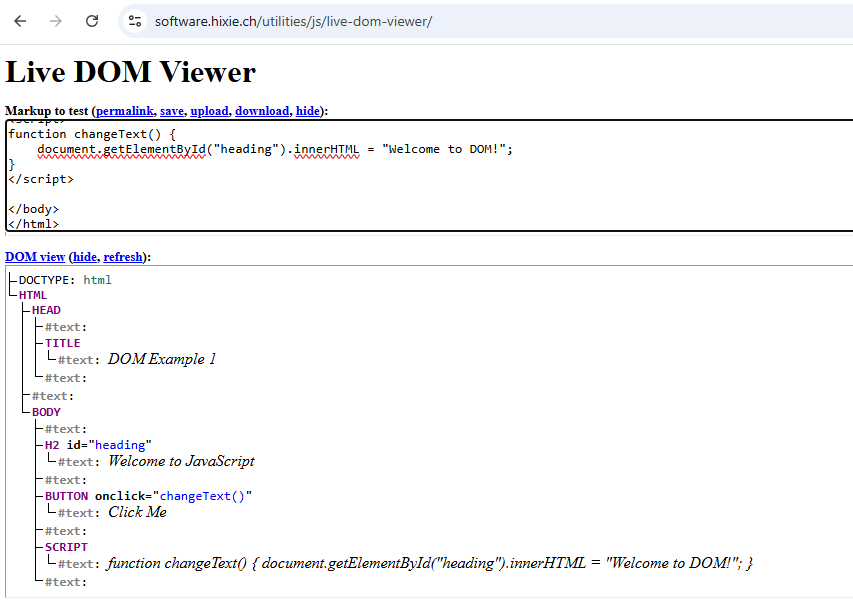 software.hixie.ch/utilities/js/live-dom-viewer/
Live DOM Viewer
Markup to test (permalink, save, upload, download, hide):
<script>
function changeText() {
    document.getElementById("heading").innerHTML = "Welcome to DOM!";
}
</script>
</body>
</html>
DOM view (hide, refresh):
DOCTYPE: html
HTML
HEAD
#text:
TITLE
#text: DOM Example 1
#text:
#text:
BODY
#text:
H2 id="heading"
#text: Welcome to JavaScript
#text:
BUTTON onclick="changeText()"
#text: Click Me
#text:
SCRIPT
#text: function changeText() { document.getElementById("heading").innerHTML = "Welcome to DOM!"; }
#text: